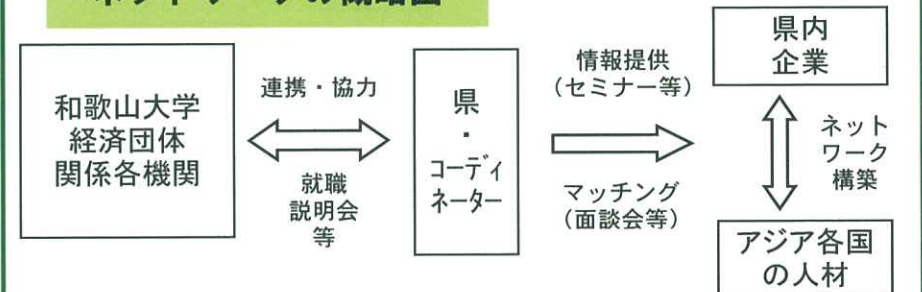 和歌山大学
経済団体
関係各機関
連携・協力
就職
説明会
等
県
・
コーディ
ネーター
情報提供
（セミナー等）
マッチング
（面談会等）
県内
企業
ネット
ワーク
構築
アジア各国
の人材